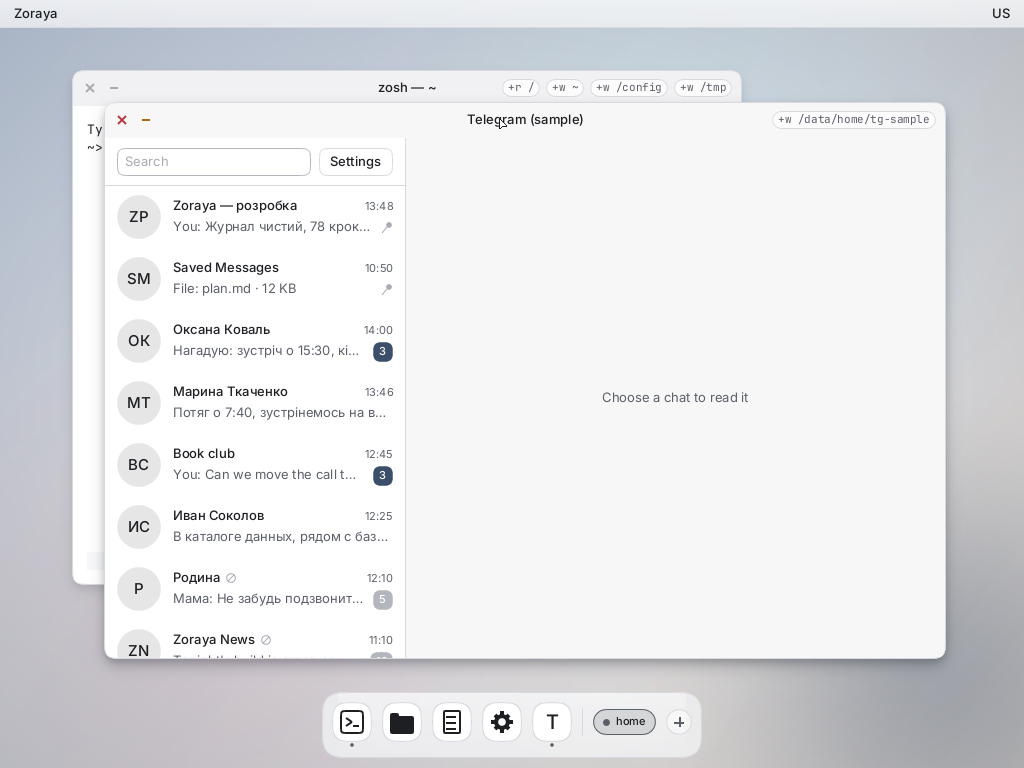 Zoraya
US
zosh — ~
+r /
+w ~
+w /config
+w /tmp
Ty
~>
Telegram (sample)
+w /data/home/tg-sample
Search
Settings
ZP
Zoraya — розробка
13:48
You: Журнал чистий, 78 крок...
SM
Saved Messages
10:50
File: plan.md · 12 KB
ОК
Оксана Коваль
14:00
Нагадую: зустріч о 15:30, кі...
3
МТ
Марина Ткаченко
13:46
Потяг о 7:40, зустрінемось на в...
BC
Book club
12:45
You: Can we move the call t...
3
ИС
Иван Соколов
12:25
В каталоге данных, рядом с баз...
Р
Родина
12:10
Мама: Не забудь подзвонит...
5
ZN
Zoraya News
11:10
Choose a chat to read it
T
home